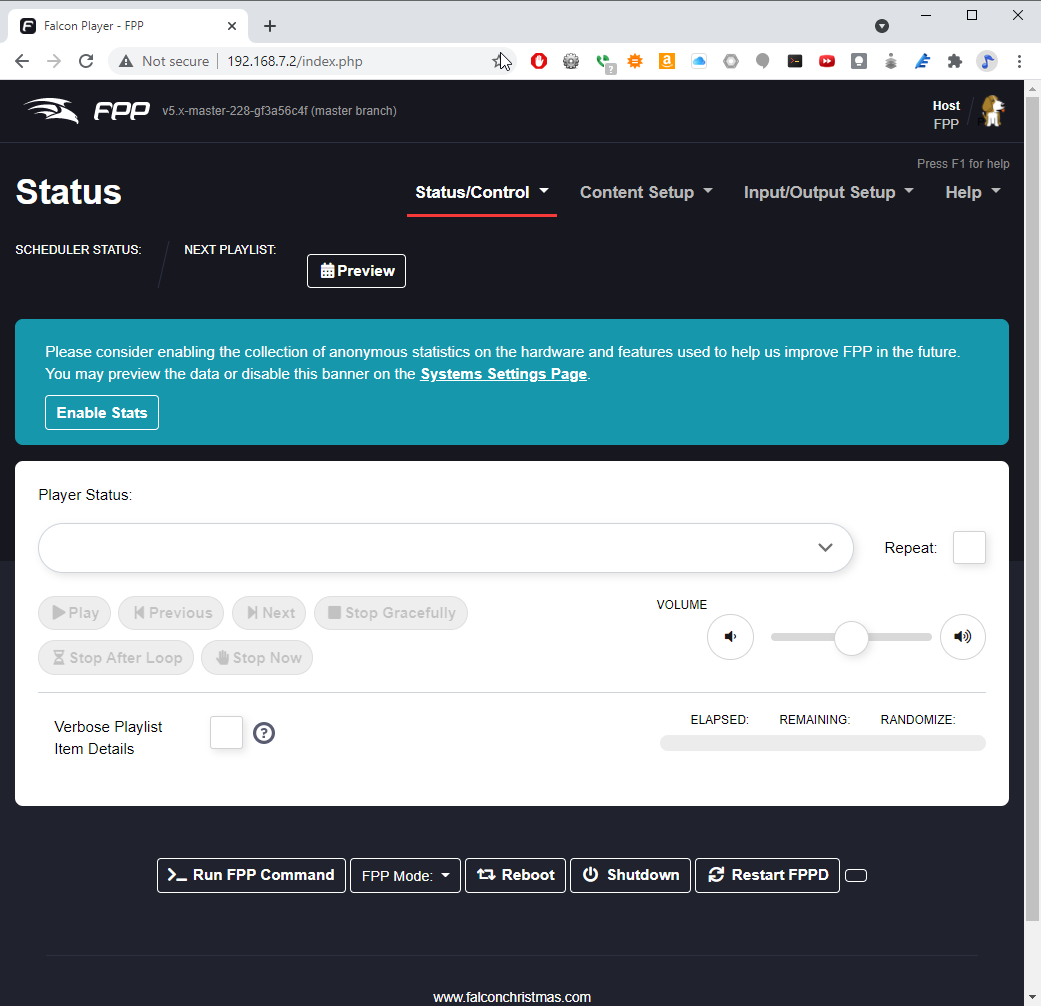 Falcon Player - FPP
Not secure
192.168.7.2/index.php
FPP
v5.x-master-228-gf3a56c4f (master branch)
Host
FPP
Press F1 for help
Status
Status/Control
Content Setup
Input/Output Setup
Help
SCHEDULER STATUS:
NEXT PLAYLIST:
Preview
Please consider enabling the collection of anonymous statistics on the hardware and features used to help us improve FPP in the future.
You may preview the data or disable this banner on the Systems Settings Page.
Enable Stats
Player Status:
Repeat:
Play
Previous
Next
Stop Gracefully
VOLUME
Stop After Loop
Stop Now
Verbose Playlist
Item Details
ELAPSED:
REMAINING:
RANDOMIZE:
Run FPP Command
FPP Mode:
Reboot
Shutdown
Restart FPPD
www.falconchristmas.com